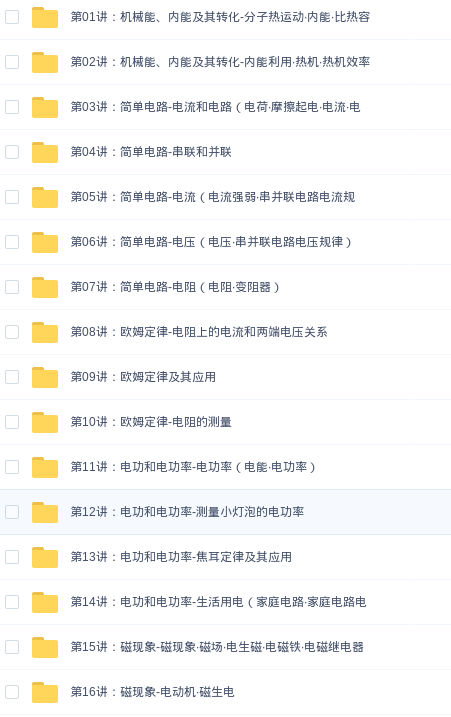 第01讲：机械能、内能及其转化-分子热运动·内能·比热容
第02讲：机械能、内能及其转化-内能利用·热机·热机效率
第03讲：简单电路-电流和电路（电荷·摩擦起电·电流·电
第04讲：简单电路-串联和并联
第05讲：简单电路-电流（电流强弱·串并联电路电流规
第06讲：简单电路-电压（电压·串并联电路电压规律）
第07讲：简单电路-电阻（电阻·变阻器）
第08讲：欧姆定律-电阻上的电流和两端电压关系
第09讲：欧姆定律及其应用
第10讲：欧姆定律-电阻的测量
第11讲：电功和电功率-电功率（电能·电功率）
第12讲：电功和电功率-测量小灯泡的电功率
第13讲：电功和电功率-焦耳定律及其应用
第14讲：电功和电功率-生活用电（家庭电路·家庭电路电
第15讲：磁现象-磁现象·磁场·电生磁·电磁铁·电磁继电器
第16讲：磁现象-电动机·磁生电